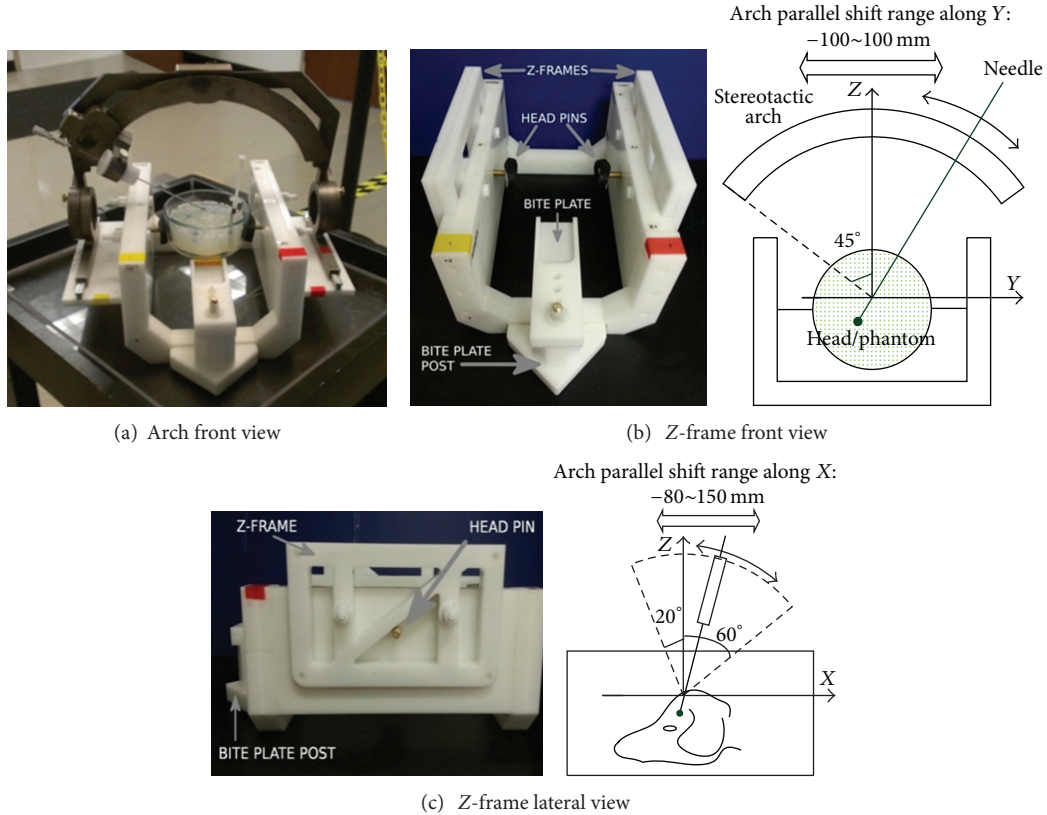 Arch parallel shift range along Y:
−100~100 mm
Z-FRAMES
Needle
Z
Stereotactic
arch
HEAD PINS
BITE PLATE
45°
Y
Head/phantom
BITE PLATE
POST
(a) Arch front view
(b) Z-frame front view
Arch parallel shift range along X:
−80~150 mm
Z-FRAME
HEAD PIN
Z
20°
60°
X
BITE PLATE POST
(c) Z-frame lateral view